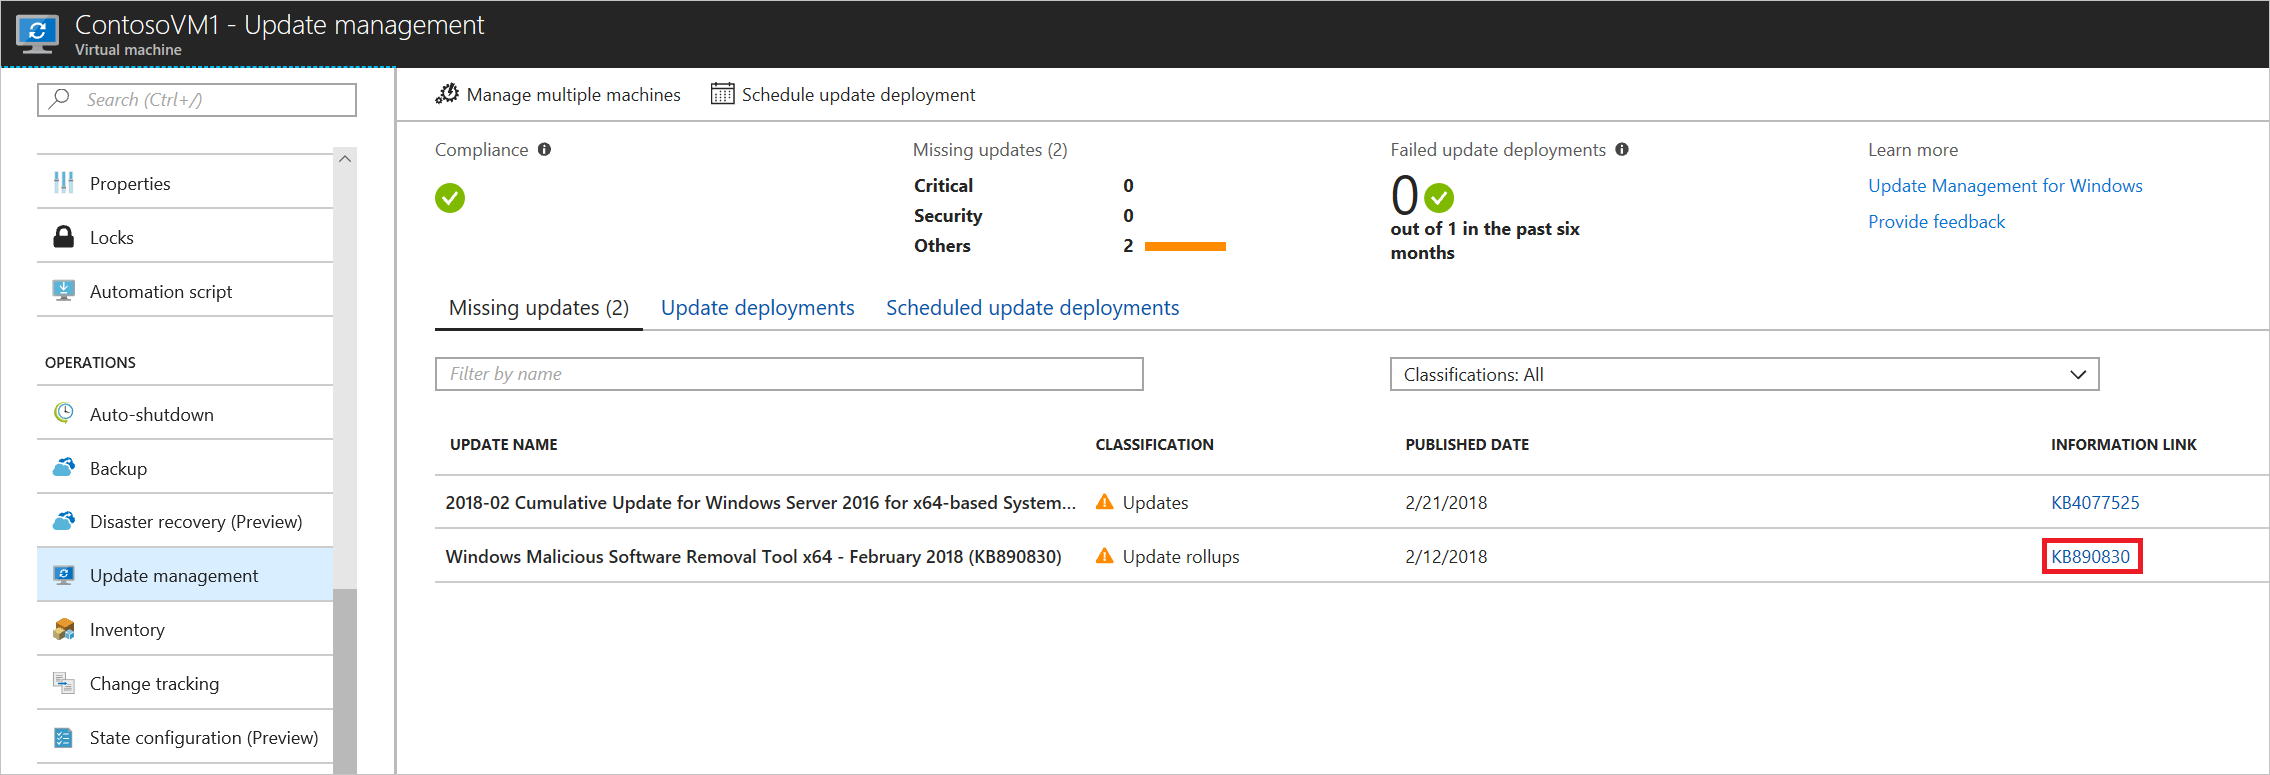 ContosoVM1 - Update management
Virtual machine
Search (Ctrl+/)
Properties
Locks
Automation script
OPERATIONS
Auto-shutdown
Backup
Disaster recovery (Preview)
Update management
Inventory
Change tracking
State configuration (Preview)
Manage multiple machines
Schedule update deployment
Compliance
Missing updates (2)
Critical 0
Security 0
Others 2
Failed update deployments
0
out of 1 in the past six
months
Learn more
Update Management for Windows
Provide feedback
Missing updates (2) Update deployments Scheduled update deployments
Filter by name
Classifications: All
UPDATE NAME CLASSIFICATION PUBLISHED DATE INFORMATION LINK
2018-02 Cumulative Update for Windows Server 2016 for x64-based System... Updates 2/21/2018 KB4077525
Windows Malicious Software Removal Tool x64 - February 2018 (KB890830) Update rollups 2/12/2018 KB890830